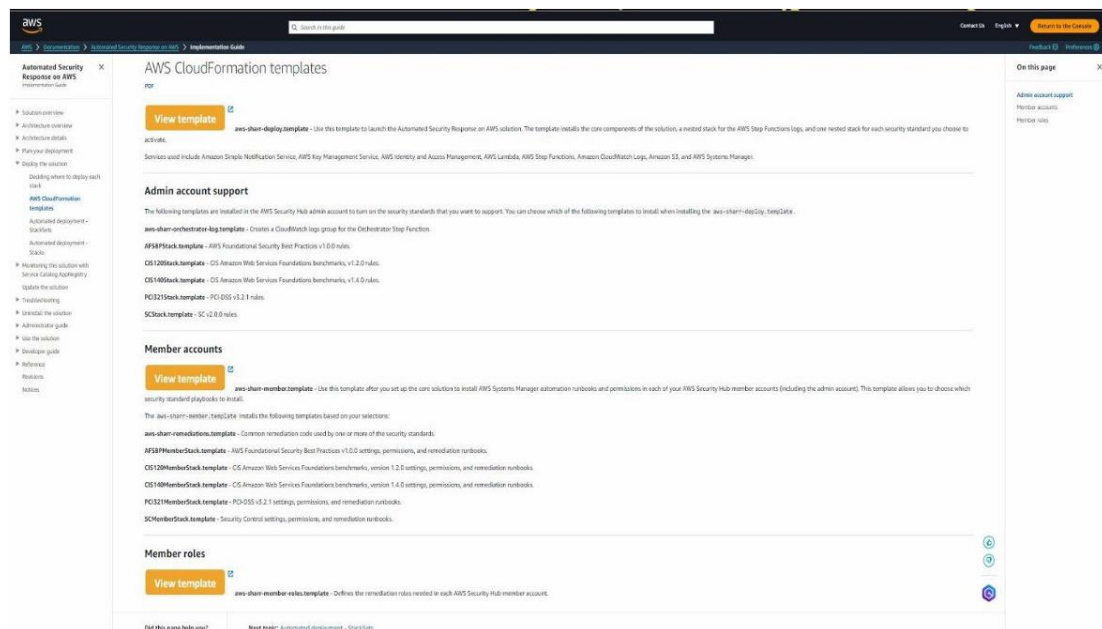 aws
Search in this guide
Contact Us
English
Return to the Console
AWS > Documentation > Automated Security Response on AWS > Implementation Guide
Feedback
Preferences
Automated Security Response on AWS
Implementation Guide
Solution overview
Architecture overview
Architecture details
Plan your deployment
Deploy the solution
Deciding where to deploy each stack
AWS CloudFormation templates
Automated deployment - StackSets
Automated deployment - Stacks
Monitoring the solution with Service Catalog AppRegistry
Update the solution
Troubleshooting
Uninstall the solution
Administrator guide
Use the solution
Developer guide
Reference
Revisions
Notices
AWS CloudFormation templates
PDF
View template
aws-sharr-deploy.template - Use this template to launch the Automated Security Response on AWS solution. The template installs the core components of the solution, a nested stack for the AWS Step Functions logs, and one nested stack for each security standard you choose to
activate.
Services used include Amazon Simple Notification Service, AWS Key Management Service, AWS Identity and Access Management, AWS Lambda, AWS Step Functions, Amazon CloudWatch Logs, Amazon S3, and AWS Systems Manager.
Admin account support
The following templates are installed in the AWS Security Hub admin account to turn on the security standards that you want to support. You can choose which of the following templates to install when installing the aws-sharr-deploy.template.
aws-sharr-orchestrator-log.template - Creates a CloudWatch logs group for the Orchestrator Step Function.
AFSBPStack.template - AWS Foundational Security Best Practices v1.0.0 rules.
CIS120Stack.template - CIS Amazon Web Services Foundations benchmarks, v1.2.0 rules.
CIS140Stack.template - CIS Amazon Web Services Foundations benchmarks, v1.4.0 rules.
PCI321Stack.template - PCI-DSS v3.2.1 rules.
SCStack.template - SC v2.0.0 rules.
Member accounts
View template
aws-sharr-member.template - Use this template after you set up the core solution to install AWS Systems Manager automation runbooks and permissions in each of your AWS Security Hub member accounts (including the admin account). This template allows you to choose which
security standard playbooks to install.
The aws-sharr-member.template installs the following templates based on your selections:
aws-sharr-remediations.template - Common remediation code used by one or more of the security standards.
AFSBPMemberStack.template - AWS Foundational Security Best Practices v1.0.0 settings, permissions, and remediation runbooks.
CIS120MemberStack.template - CIS Amazon Web Services Foundations benchmarks, version 1.2.0 settings, permissions, and remediation runbooks.
CIS140MemberStack.template - CIS Amazon Web Services Foundations benchmarks, version 1.4.0 settings, permissions, and remediation runbooks.
PCI321MemberStack.template - PCI-DSS v3.2.1 settings, permissions, and remediation runbooks.
SCMemberStack.template - Security Control settings, permissions, and remediation runbooks.
Member roles
View template
aws-sharr-member-roles.template - Defines the remediation roles needed in each AWS Security Hub member account.
Did this page help you?
Next topic: Automated deployment - StackSets
On this page
Admin account support
Member accounts
Member roles